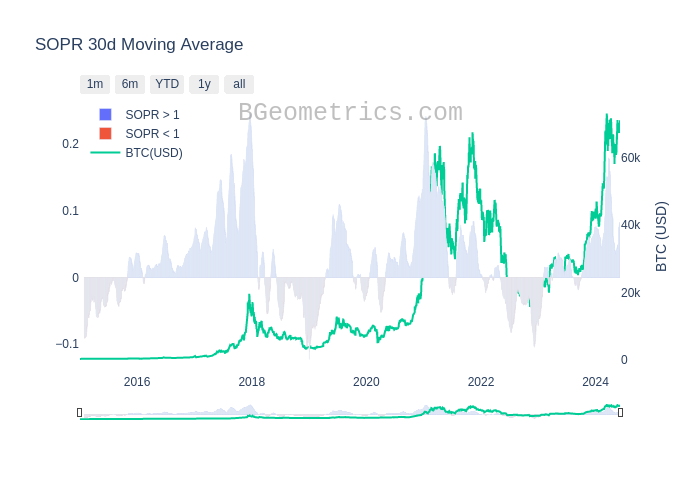 SOPR 30d Moving Average
1m 6m YTD 1y all
BGeometrics.com
SOPR > 1
SOPR < 1
BTC(USD)
0.2
0.1
0
−0.1
60k
40k
20k
0
BTC (USD)
2016 2018 2020 2022 2024